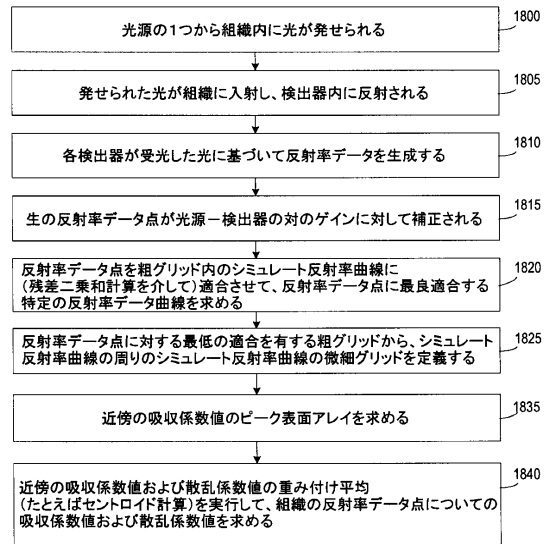 光源の1つから組織内に光が発せられる
1800
発せられた光が組織に入射し、検出器内に反射される
1805
各検出器が受光した光に基づいて反射率データを生成する
1810
生の反射率データ点が光源－検出器の対のゲインに対して補正される
1815
反射率データ点を粗グリッド内のシミュレート反射率曲線に
(残差二乗和計算を介して)適合させて、反射率データ点に最良適合する
特定の反射率データ曲線を求める
1820
反射率データ点に対する最低の適合を有する粗グリッドから、シミュレート
反射率曲線の周りのシミュレート反射率曲線の微細グリッドを定義する
1825
近傍の吸収係数値のピーク表面アレイを求める
1835
近傍の吸収係数値および散乱係数値の重み付け平均
(たとえばセントロイド計算)を実行して、組織の反射率データ点についての
吸収係数値および散乱係数値を求める
1840